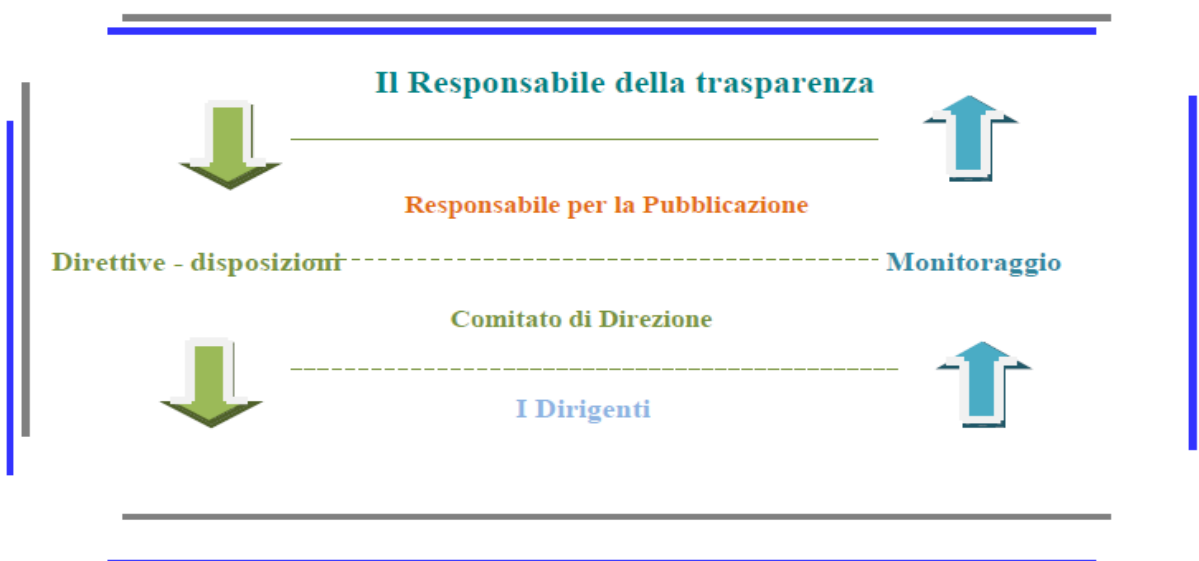 Il Responsabile della trasparenza
Responsabile per la Pubblicazione
Direttive - disposizioni
Monitoraggio
Comitato di Direzione
I Dirigenti